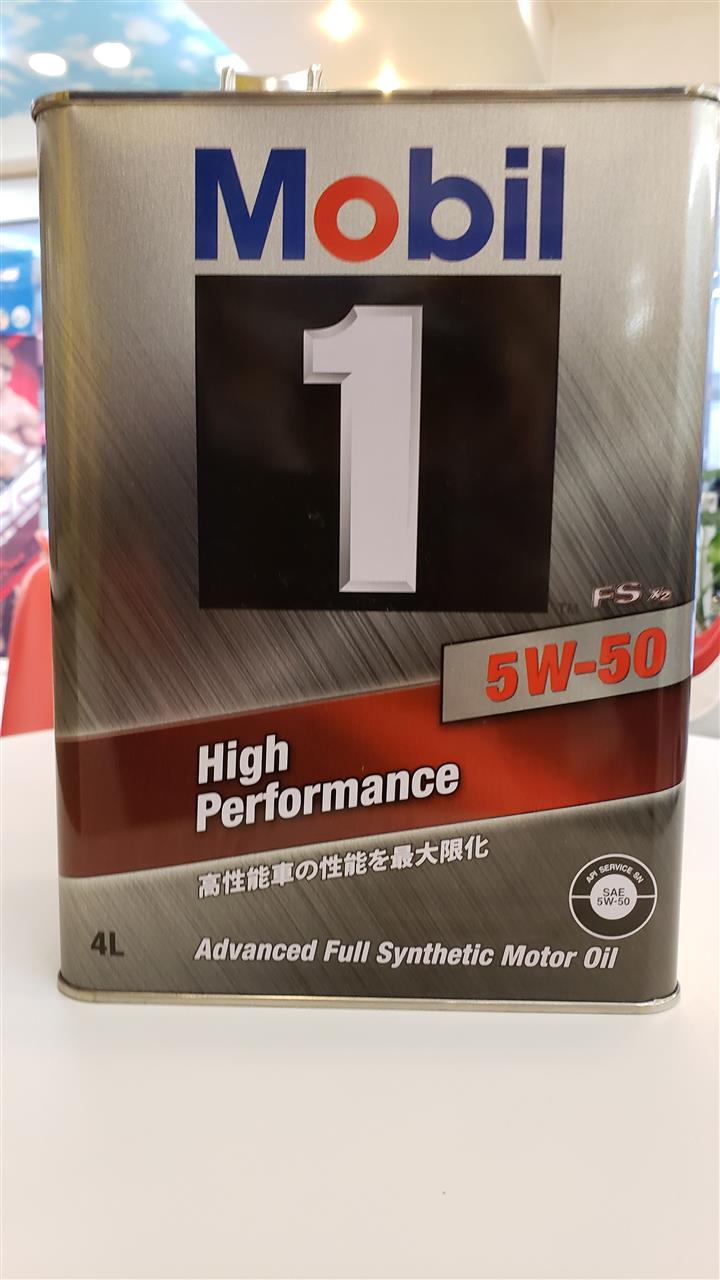 Mobil
1
™
FS x2
5W-50
High
Performance
高性能車の性能を最大限化
API SERVICE SN
SAE
5W-50
4L
Advanced Full Synthetic Motor Oil